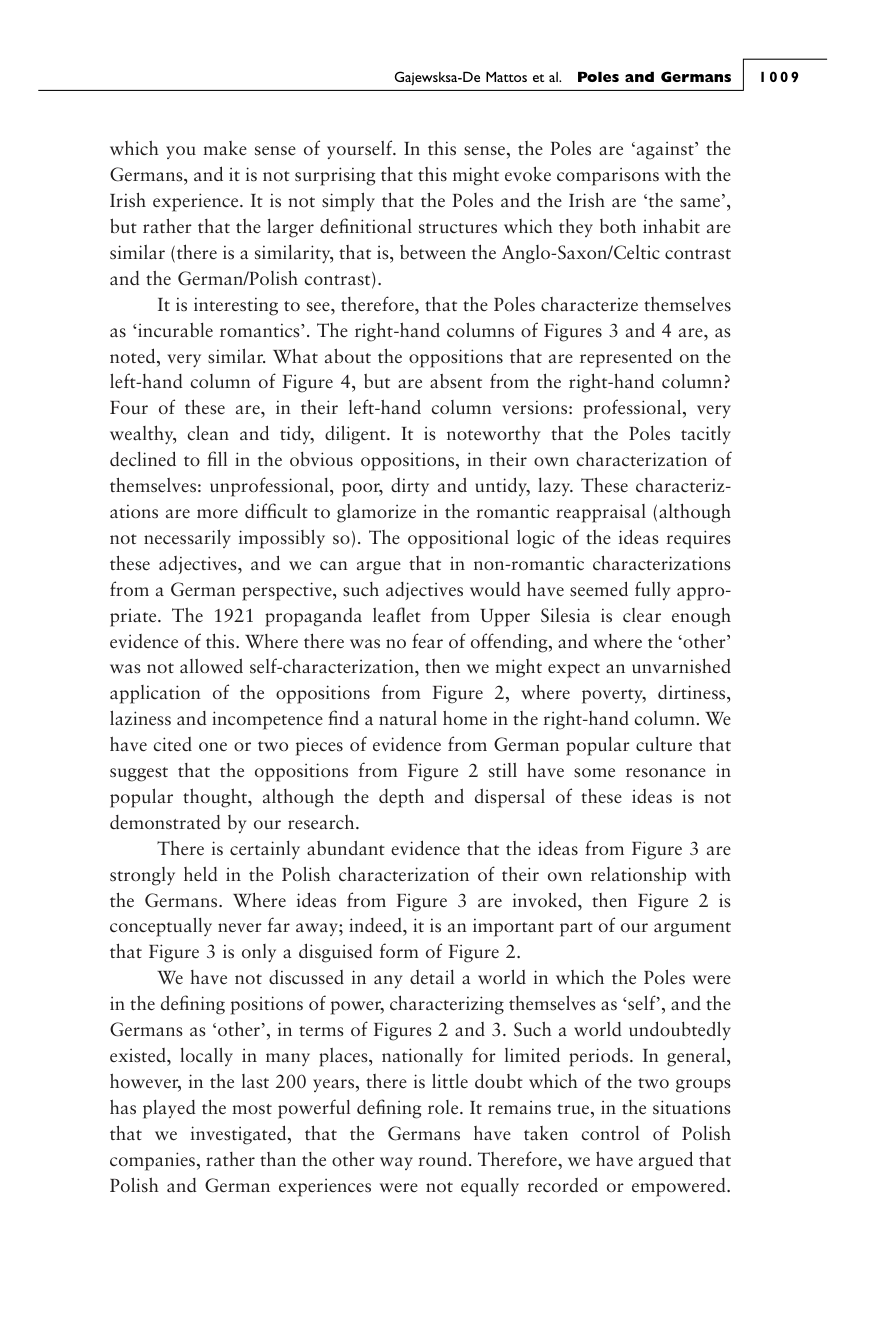 Gajewsksa-De Mattos et al. Poles and Germans 1009
which you make sense of yourself. In this sense, the Poles are ‘against’ the
Germans, and it is not surprising that this might evoke comparisons with the
Irish experience. It is not simply that the Poles and the Irish are ‘the same’,
but rather that the larger definitional structures which they both inhabit are
similar (there is a similarity, that is, between the Anglo-Saxon/Celtic contrast
and the German/Polish contrast).
It is interesting to see, therefore, that the Poles characterize themselves
as ‘incurable romantics’. The right-hand columns of Figures 3 and 4 are, as
noted, very similar. What about the oppositions that are represented on the
left-hand column of Figure 4, but are absent from the right-hand column?
Four of these are, in their left-hand column versions: professional, very
wealthy, clean and tidy, diligent. It is noteworthy that the Poles tacitly
declined to fill in the obvious oppositions, in their own characterization of
themselves: unprofessional, poor, dirty and untidy, lazy. These characteriz-
ations are more difficult to glamorize in the romantic reappraisal (although
not necessarily impossibly so). The oppositional logic of the ideas requires
these adjectives, and we can argue that in non-romantic characterizations
from a German perspective, such adjectives would have seemed fully appro-
priate. The 1921 propaganda leaflet from Upper Silesia is clear enough
evidence of this. Where there was no fear of offending, and where the ‘other’
was not allowed self-characterization, then we might expect an unvarnished
application of the oppositions from Figure 2, where poverty, dirtiness,
laziness and incompetence find a natural home in the right-hand column. We
have cited one or two pieces of evidence from German popular culture that
suggest that the oppositions from Figure 2 still have some resonance in
popular thought, although the depth and dispersal of these ideas is not
demonstrated by our research.
There is certainly abundant evidence that the ideas from Figure 3 are
strongly held in the Polish characterization of their own relationship with
the Germans. Where ideas from Figure 3 are invoked, then Figure 2 is
conceptually never far away; indeed, it is an important part of our argument
that Figure 3 is only a disguised form of Figure 2.
We have not discussed in any detail a world in which the Poles were
in the defining positions of power, characterizing themselves as ‘self’, and the
Germans as ‘other’, in terms of Figures 2 and 3. Such a world undoubtedly
existed, locally in many places, nationally for limited periods. In general,
however, in the last 200 years, there is little doubt which of the two groups
has played the most powerful defining role. It remains true, in the situations
that we investigated, that the Germans have taken control of Polish
companies, rather than the other way round. Therefore, we have argued that
Polish and German experiences were not equally recorded or empowered.